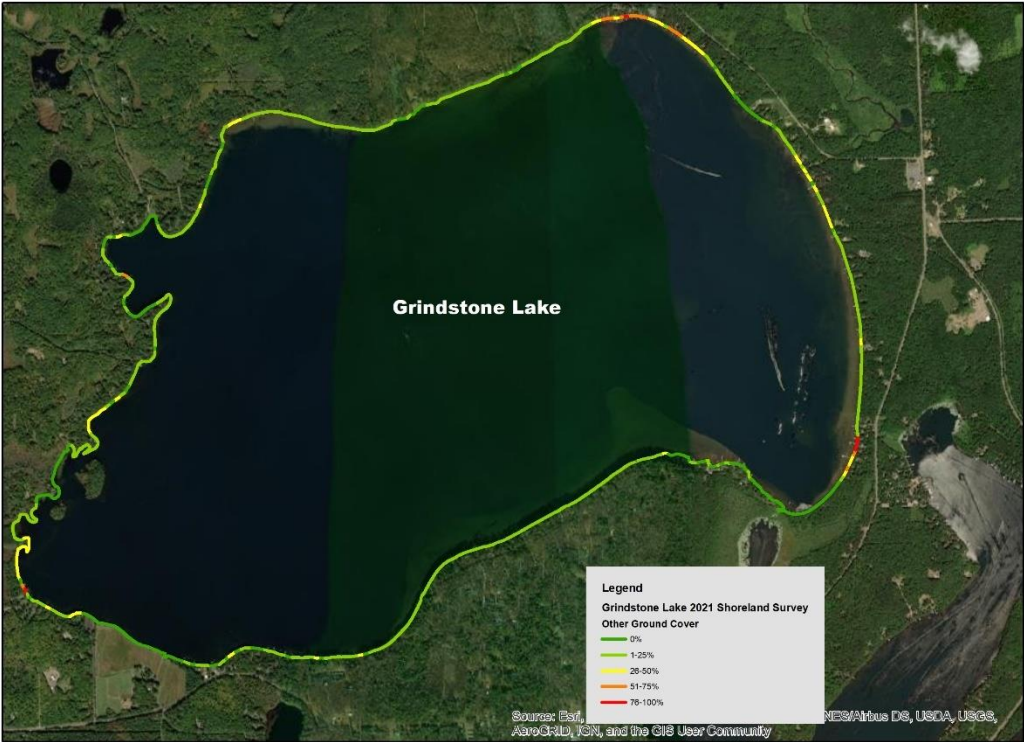 Grindstone Lake
Legend
Grindstone Lake 2021 Shoreland Survey
Other Ground Cover
0%
1-25%
26-50%
51-75%
76-100%
Source: Esri, NES/Airbus DS, USDA, USGS,
AeroGRID, IGN, and the GIS User Community